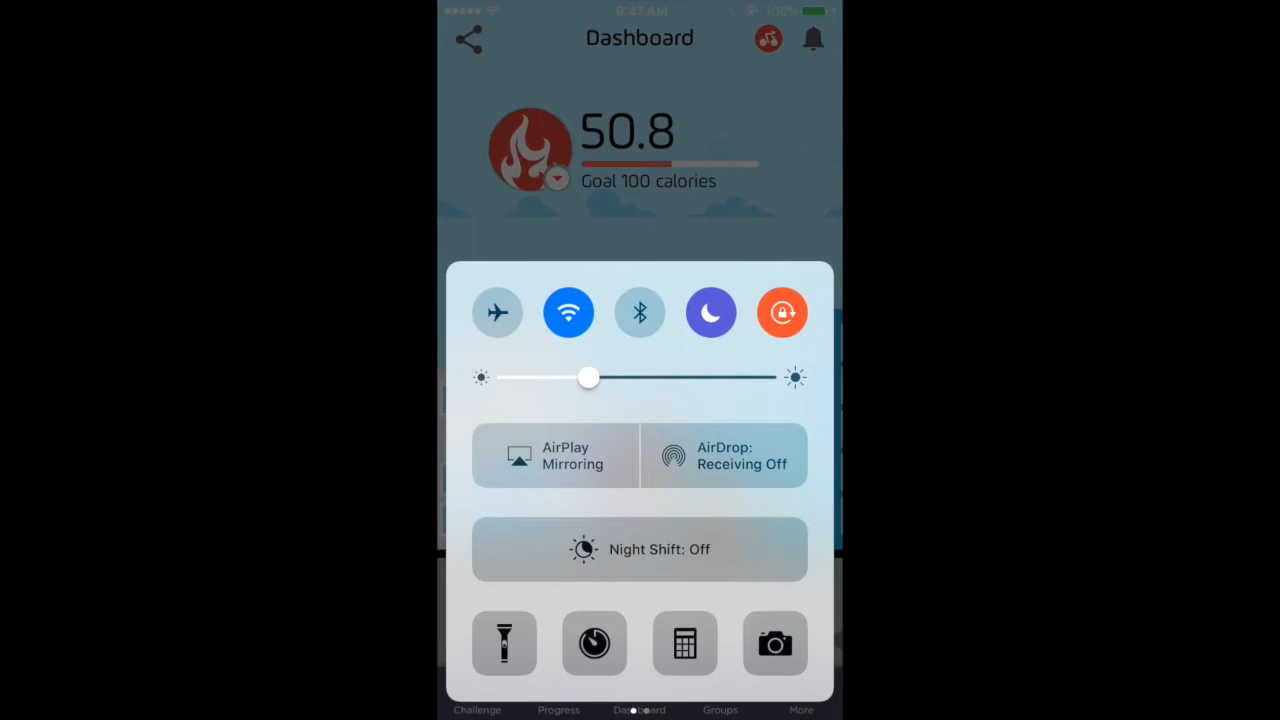 9:41 AM
100%
Dashboard
50.8
Goal 100 calories
AirPlay
Mirroring
AirDrop:
Receiving Off
Night Shift: Off
Challenge
Progress
Dashboard
Groups
More